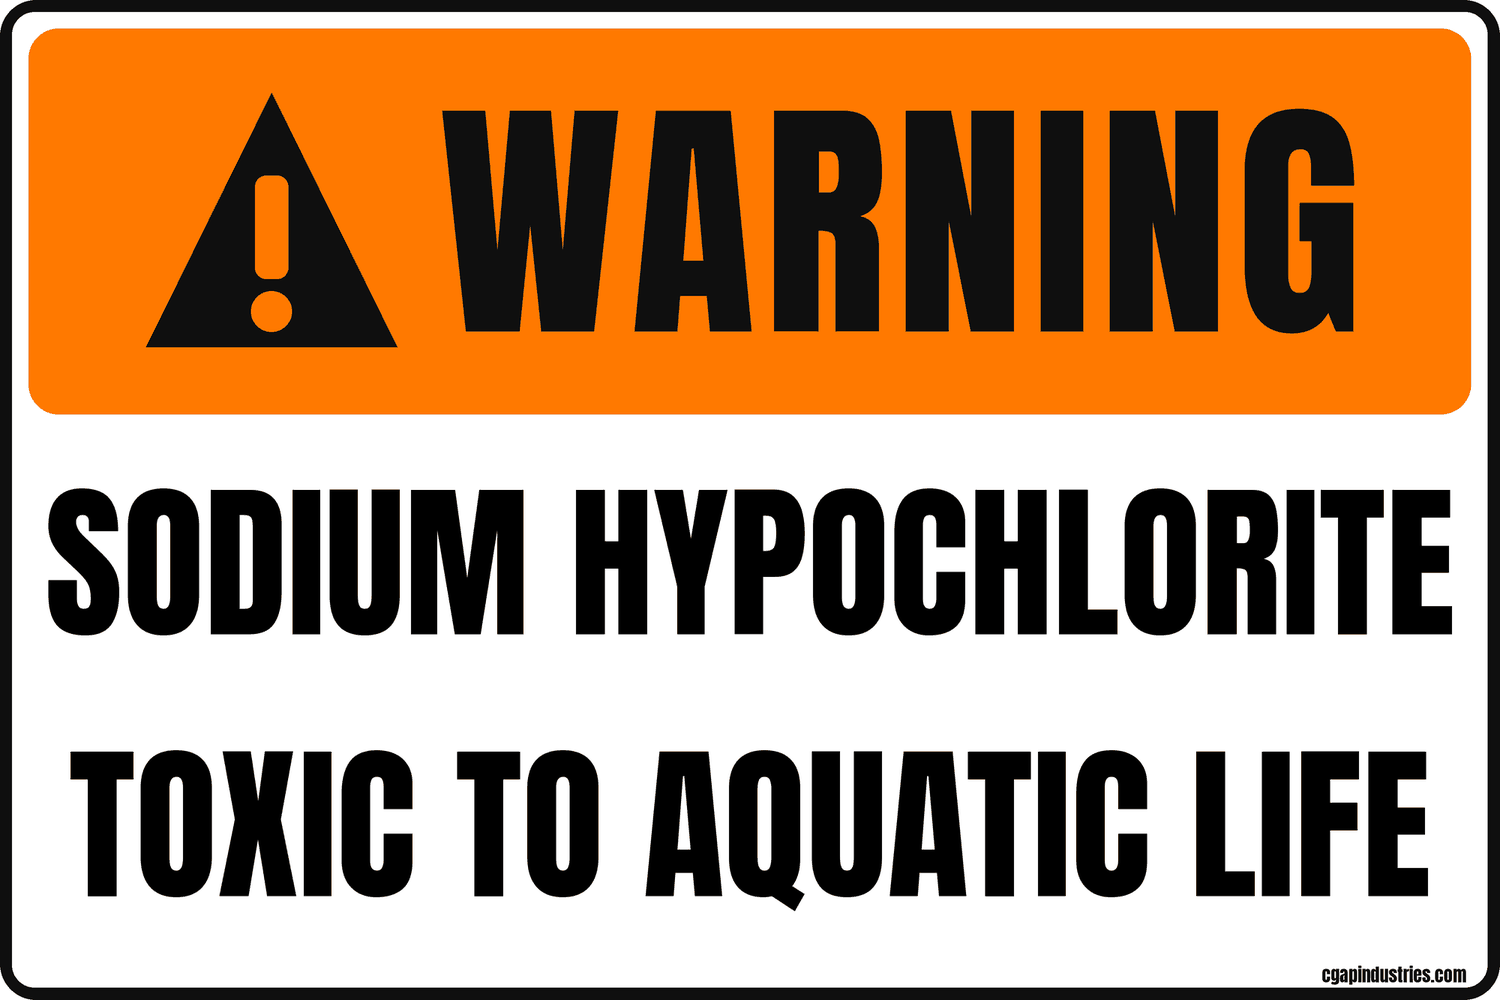 WARNING
SODIUM HYPOCHLORITE
TOXIC TO AQUATIC LIFE
cgapindustries.com